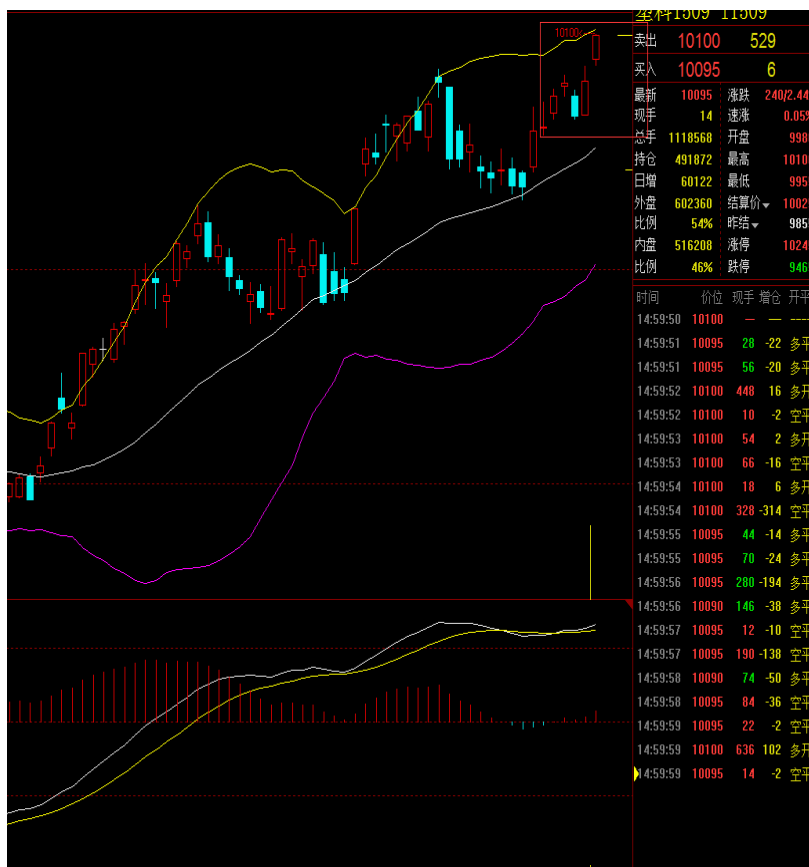 塑料1509 11509
卖出 10100 529
买入 10095 6
最新 10095 涨跌 240/2.44
现手 14 速涨 0.05%
总手 1118568 开盘 998
持仓 491872 最高 1010
日增 60122 最低 995
外盘 602360 结算价 1002
比例 54% 昨结 985
内盘 516208 涨停 1024
比例 46% 跌停 946
时间 价位 现手 增仓 开平
14:59:50 10100 — — ----
14:59:51 10095 28 -22 多平
14:59:51 10095 56 -20 多平
14:59:52 10100 448 16 多开
14:59:52 10100 10 -2 空平
14:59:53 10100 54 2 多开
14:59:53 10100 66 -16 空平
14:59:54 10100 18 6 多开
14:59:54 10100 328 -314 空平
14:59:55 10095 44 -14 多平
14:59:55 10095 70 -24 多平
14:59:56 10095 280 -194 多平
14:59:56 10090 146 -38 多平
14:59:57 10095 12 -10 空平
14:59:57 10095 190 -138 空平
14:59:58 10090 74 -50 多平
14:59:58 10095 84 -36 空平
14:59:59 10095 22 -2 空平
14:59:59 10100 636 102 多开
14:59:59 10095 14 -2 空平
10100